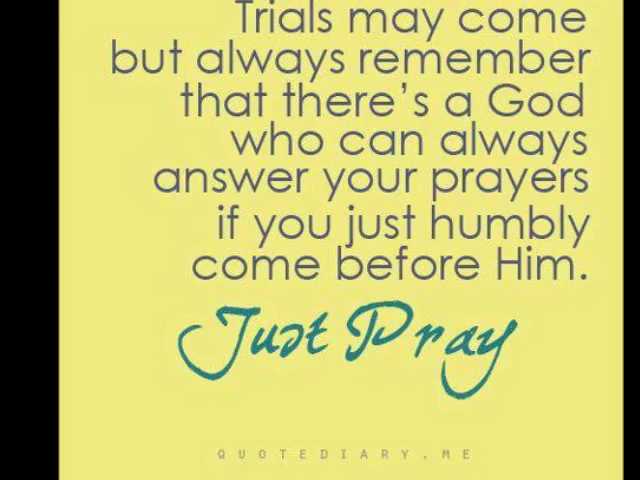 Trials may come
but always remember
that there's a God
who can always
answer your prayers
if you just humbly
come before Him.
Just Pray
QUOTEDIARY.ME